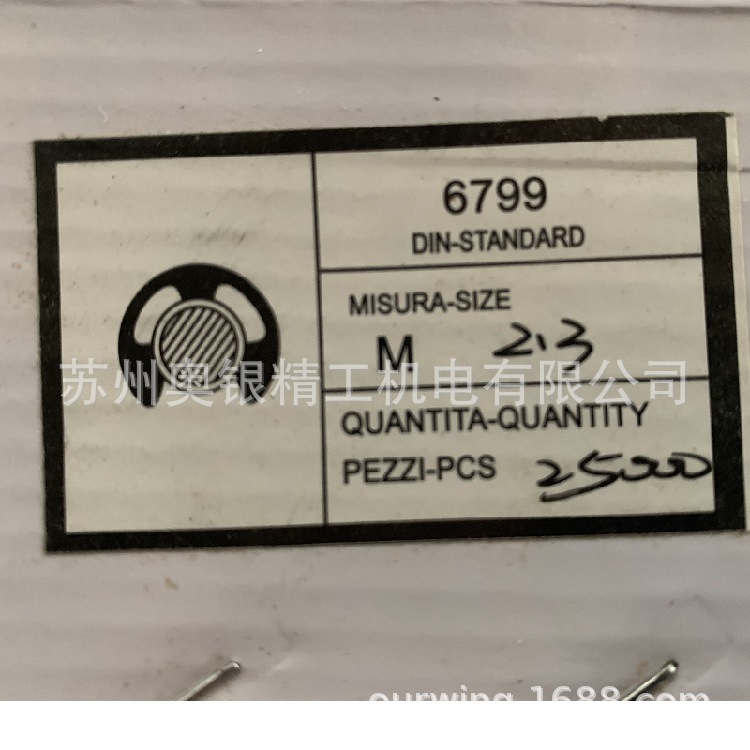 6799
DIN-STANDARD
MISURA-SIZE
M 2.3
苏州奥银精工机电有限公司
QUANTITA-QUANTITY
PEZZI-PCS 25000
ourwing.1688.com